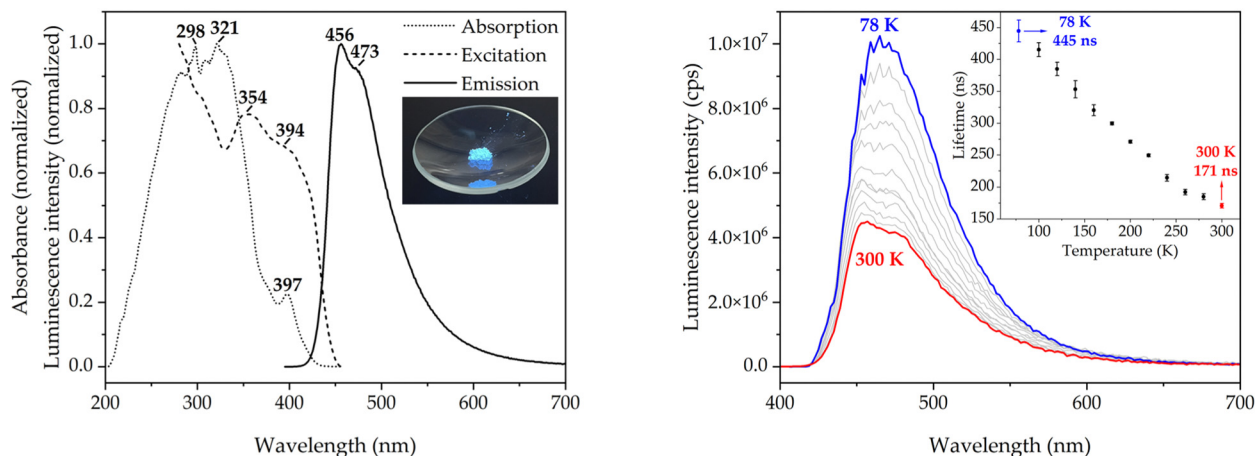 Absorbance (normalized)
Luminescence intensity (normalized)
1.0
0.8
0.6
0.4
0.2
0.0
298
321
354
394
397
456
473
Absorption
Excitation
Emission
200
300
400
500
600
700
Wavelength (nm)
Luminescence intensity (cps)
1.0×10⁷
8.0×10⁶
6.0×10⁶
4.0×10⁶
2.0×10⁶
0.0
78 K
300 K
400
500
600
700
Wavelength (nm)
Lifetime (ns)
450
400
350
300
250
200
150
78 K
445 ns
300 K
171 ns
100
150
200
250
300
Temperature (K)